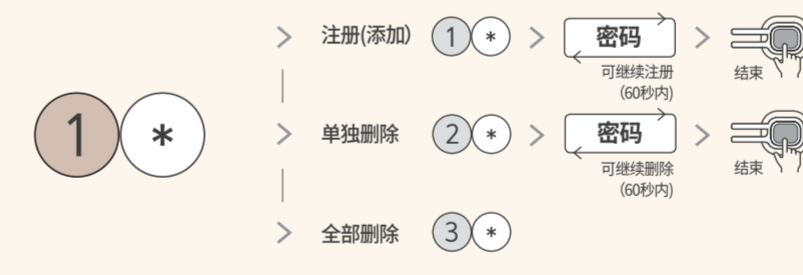 1 *
注册(添加) 1 * 密码
可继续注册
(60秒内)
结束
单独删除 2 * 密码
可继续删除
(60秒内)
结束
全部删除 3 *